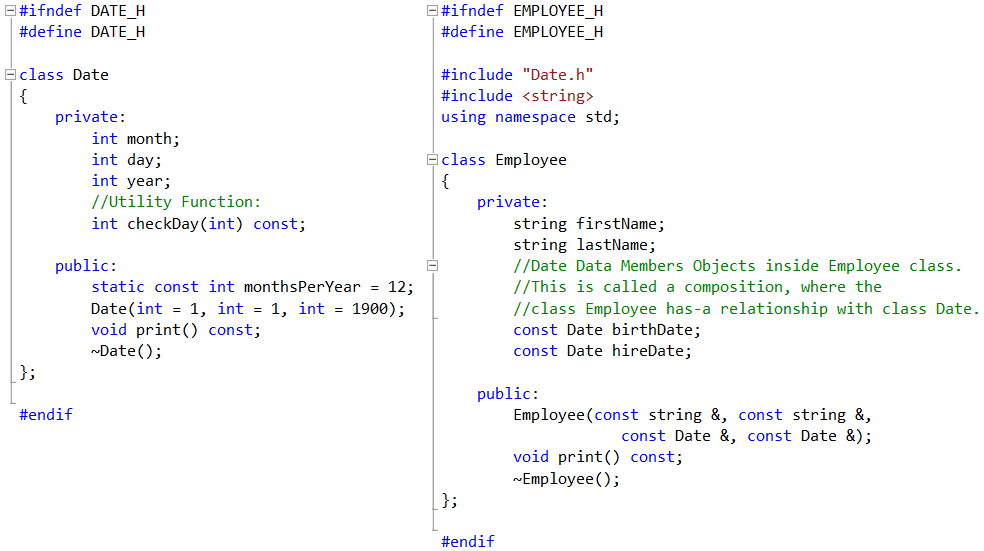 #ifndef DATE_H
#define DATE_H

class Date
{
    private:
        int month;
        int day;
        int year;
        //Utility Function:
        int checkDay(int) const;

    public:
        static const int monthsPerYear = 12;
        Date(int = 1, int = 1, int = 1900);
        void print() const;
        ~Date();
};

#endif

#ifndef EMPLOYEE_H
#define EMPLOYEE_H

#include "Date.h"
#include <string>
using namespace std;

class Employee
{
    private:
        string firstName;
        string lastName;
        //Date Data Members Objects inside Employee class.
        //This is called a composition, where the
        //class Employee has-a relationship with class Date.
        const Date birthDate;
        const Date hireDate;

    public:
        Employee(const string &, const string &,
                    const Date &, const Date &);
        void print() const;
        ~Employee();
};

#endif